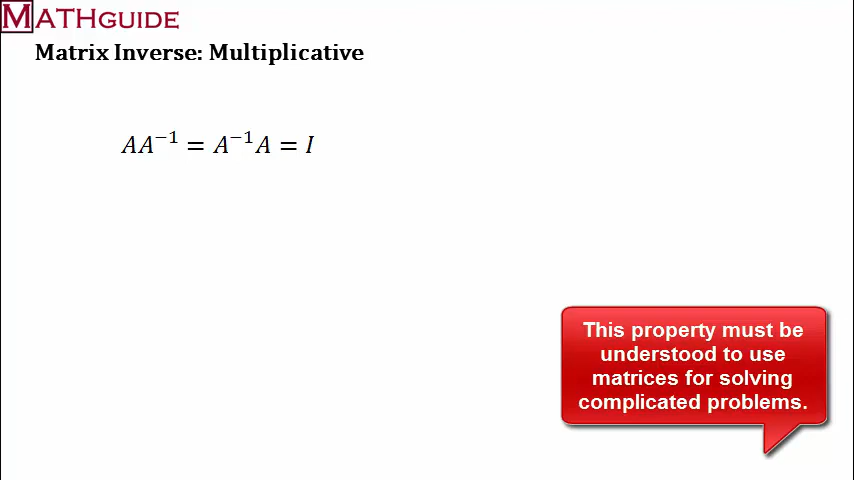 MATHGUIDE
Matrix Inverse: Multiplicative
AA⁻¹ = A⁻¹A = I
This property must be
understood to use
matrices for solving
complicated problems.